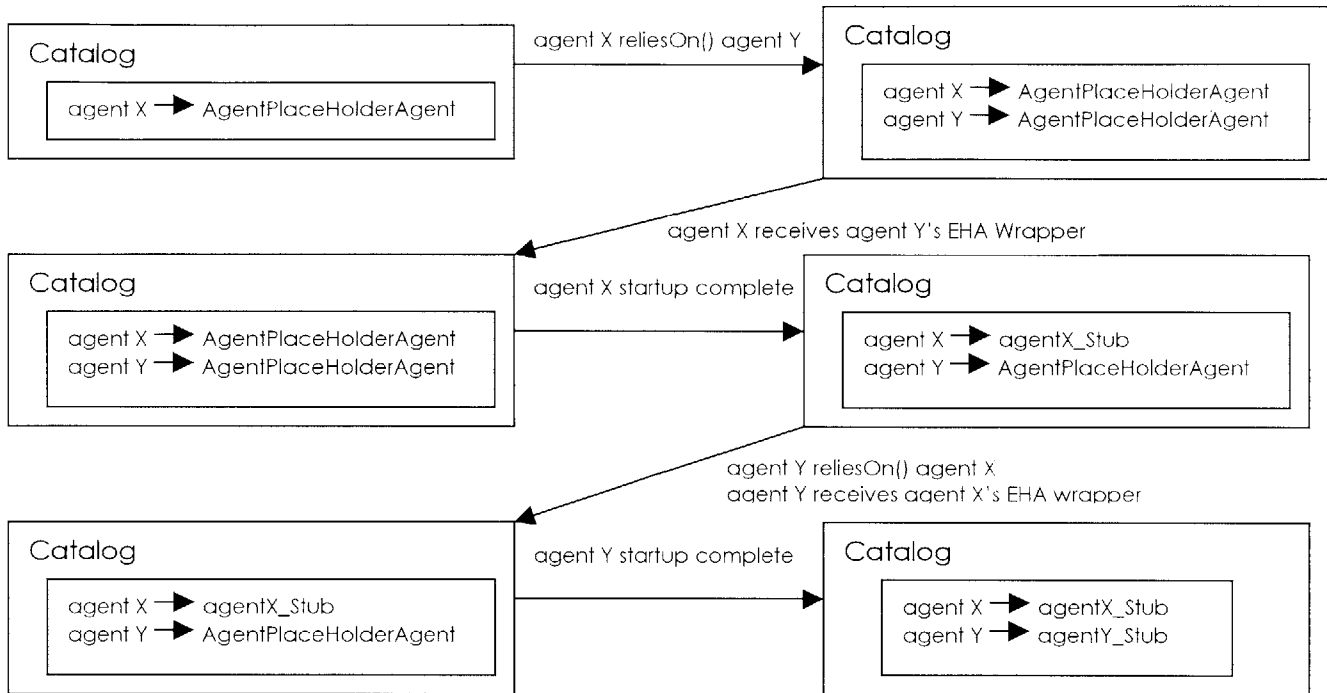 Catalog
agent X → AgentPlaceHolderAgent
agent X reliesOn() agent Y
Catalog
agent X → AgentPlaceHolderAgent
agent Y → AgentPlaceHolderAgent
agent X receives agent Y's EHA Wrapper
Catalog
agent X → AgentPlaceHolderAgent
agent Y → AgentPlaceHolderAgent
agent X startup complete
Catalog
agent X → agentX_Stub
agent Y → AgentPlaceHolderAgent
agent Y reliesOn() agent X
agent Y receives agent X's EHA wrapper
Catalog
agent X → agentX_Stub
agent Y → AgentPlaceHolderAgent
agent Y startup complete
Catalog
agent X → agentX_Stub
agent Y → agentY_Stub